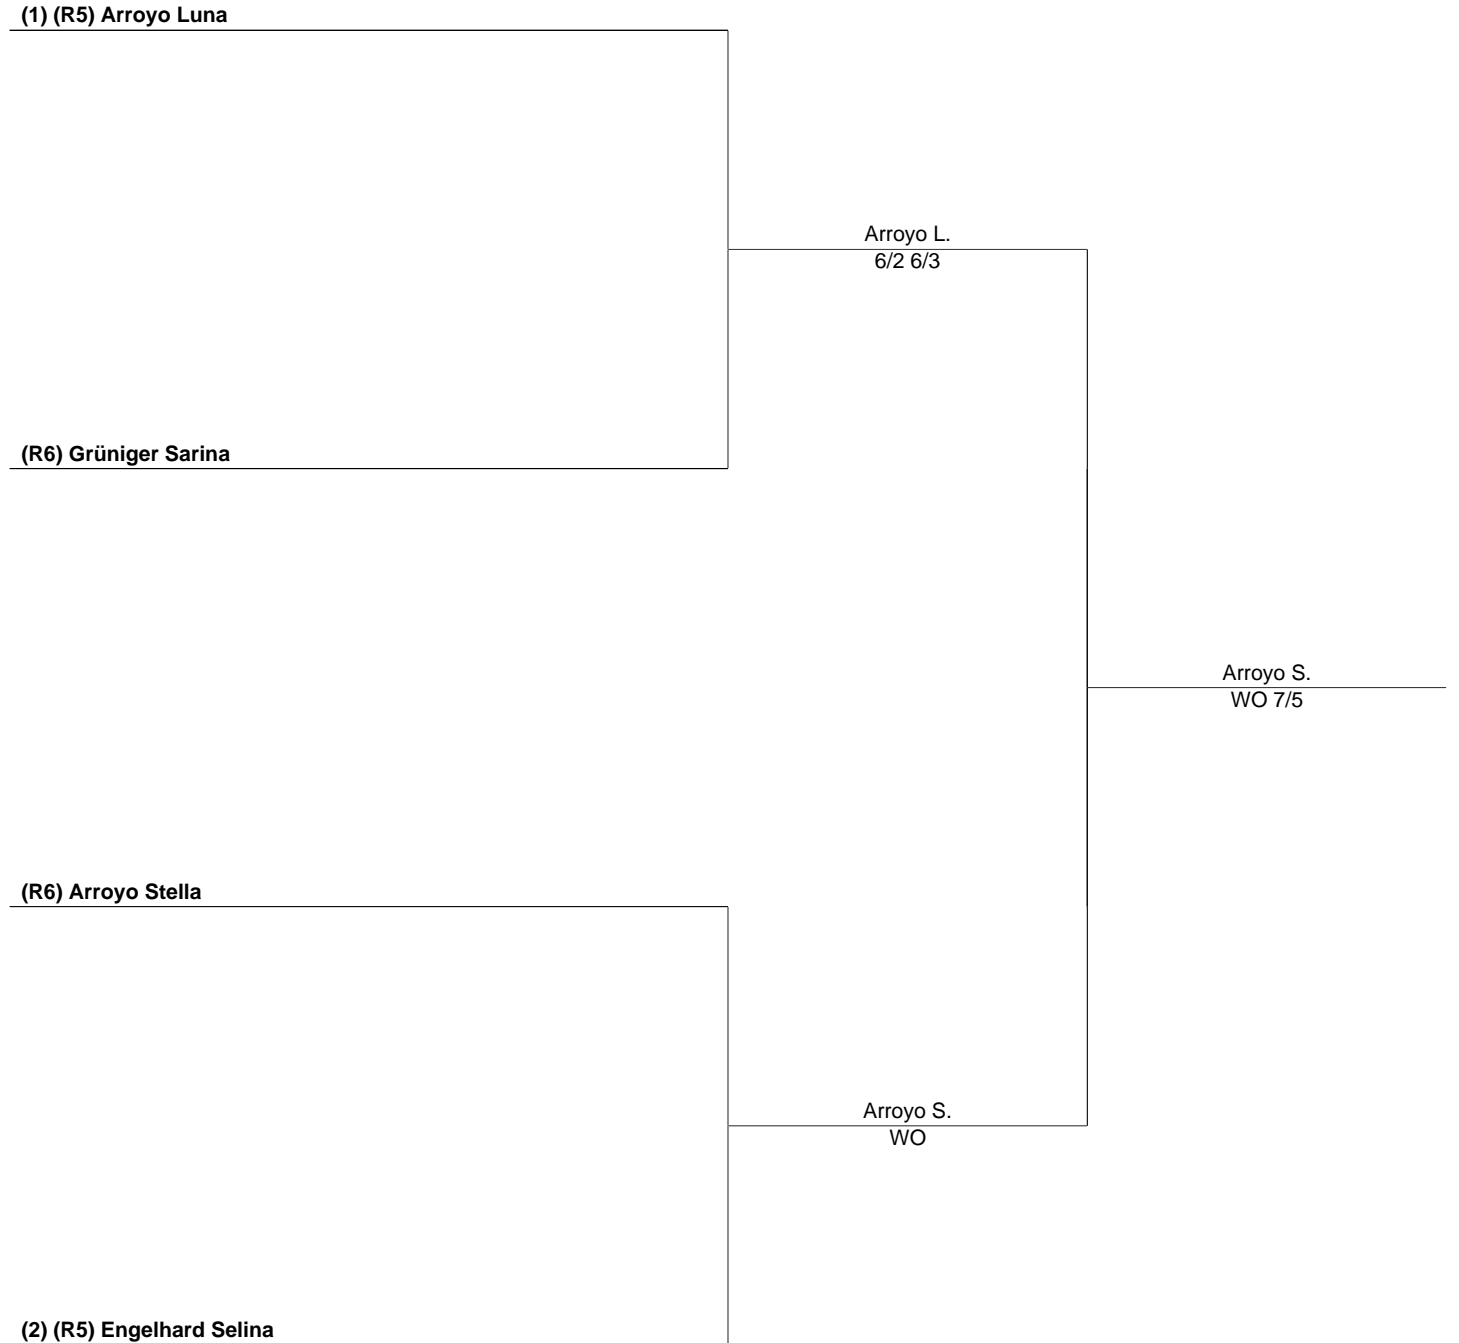 (1) (R5) Arroyo Luna
Arroyo L.
6/2 6/3
(R6) Grüniger Sarina
Arroyo S.
WO 7/5
(R6) Arroyo Stella
Arroyo S.
WO
(2) (R5) Engelhard Selina